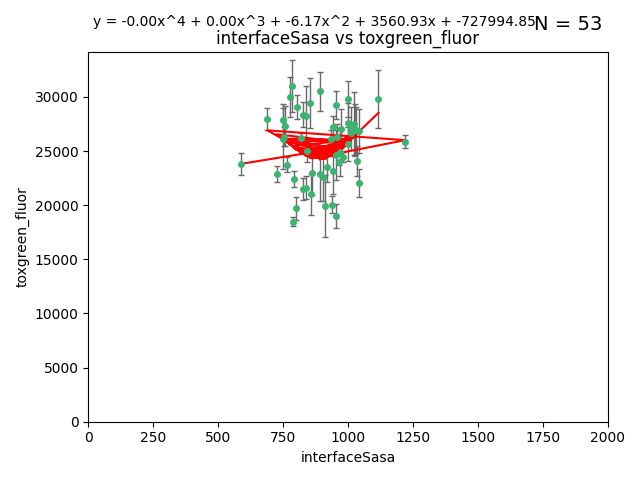 y = -0.00x^4 + 0.00x^3 + -6.17x^2 + 3560.93x + -727994.85
N = 53
interfaceSasa vs toxgreen_fluor
30000
25000
20000
15000
10000
5000
0
toxgreen_fluor
0 250 500 750 1000 1250 1500 1750 2000
interfaceSasa